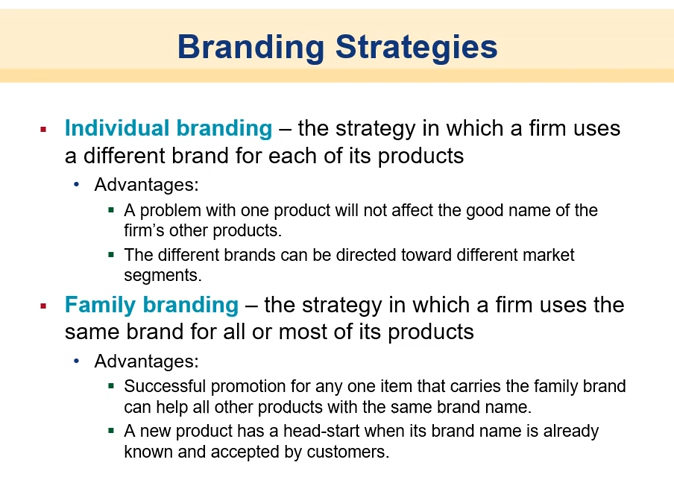 Branding Strategies
▪ Individual branding – the strategy in which a firm uses
a different brand for each of its products
• Advantages:
▪ A problem with one product will not affect the good name of the
firm’s other products.
▪ The different brands can be directed toward different market
segments.
▪ Family branding – the strategy in which a firm uses the
same brand for all or most of its products
• Advantages:
▪ Successful promotion for any one item that carries the family brand
can help all other products with the same brand name.
▪ A new product has a head-start when its brand name is already
known and accepted by customers.